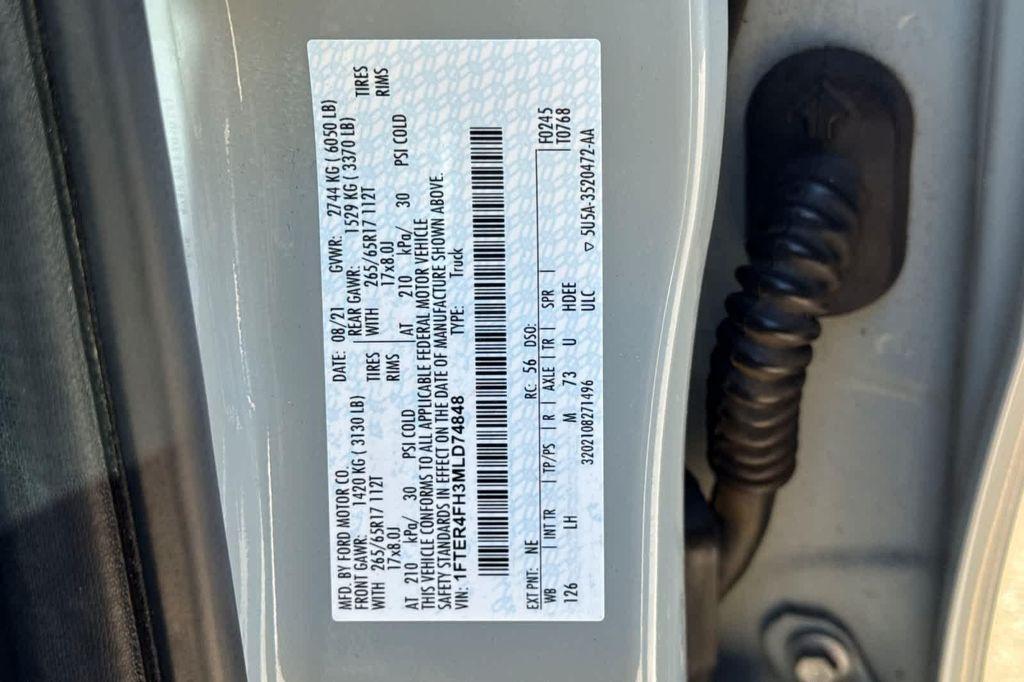 MFD. BY FORD MOTOR CO.   DATE: 08/21   GVWR: 2744 KG ( 6050 LB)
FRONT GAWR: 1420 KG ( 3130 LB)   REAR GAWR: 1529 KG ( 3370 LB)
WITH 265/65R17 112T TIRES   WITH 265/65R17 112T TIRES
17x8.0J RIMS   17x8.0J RIMS
AT 210 kPa/ 30 PSI COLD   AT 210 kPa/ 30 PSI COLD
THIS VEHICLE CONFORMS TO ALL APPLICABLE FEDERAL MOTOR VEHICLE
SAFETY STANDARDS IN EFFECT ON THE DATE OF MANUFACTURE SHOWN ABOVE.
VIN: 1FTER4FH3MLD74848   TYPE: Truck
EXT PNT: NE   RC: 56 DSO:   F0245
WB | INT TR | TP/PS | R | AXLE | TR | SPR |   T0768
126 LH M 73 U HDEE
3202108271496 ULC ▽ 5U5A-3520472-AA